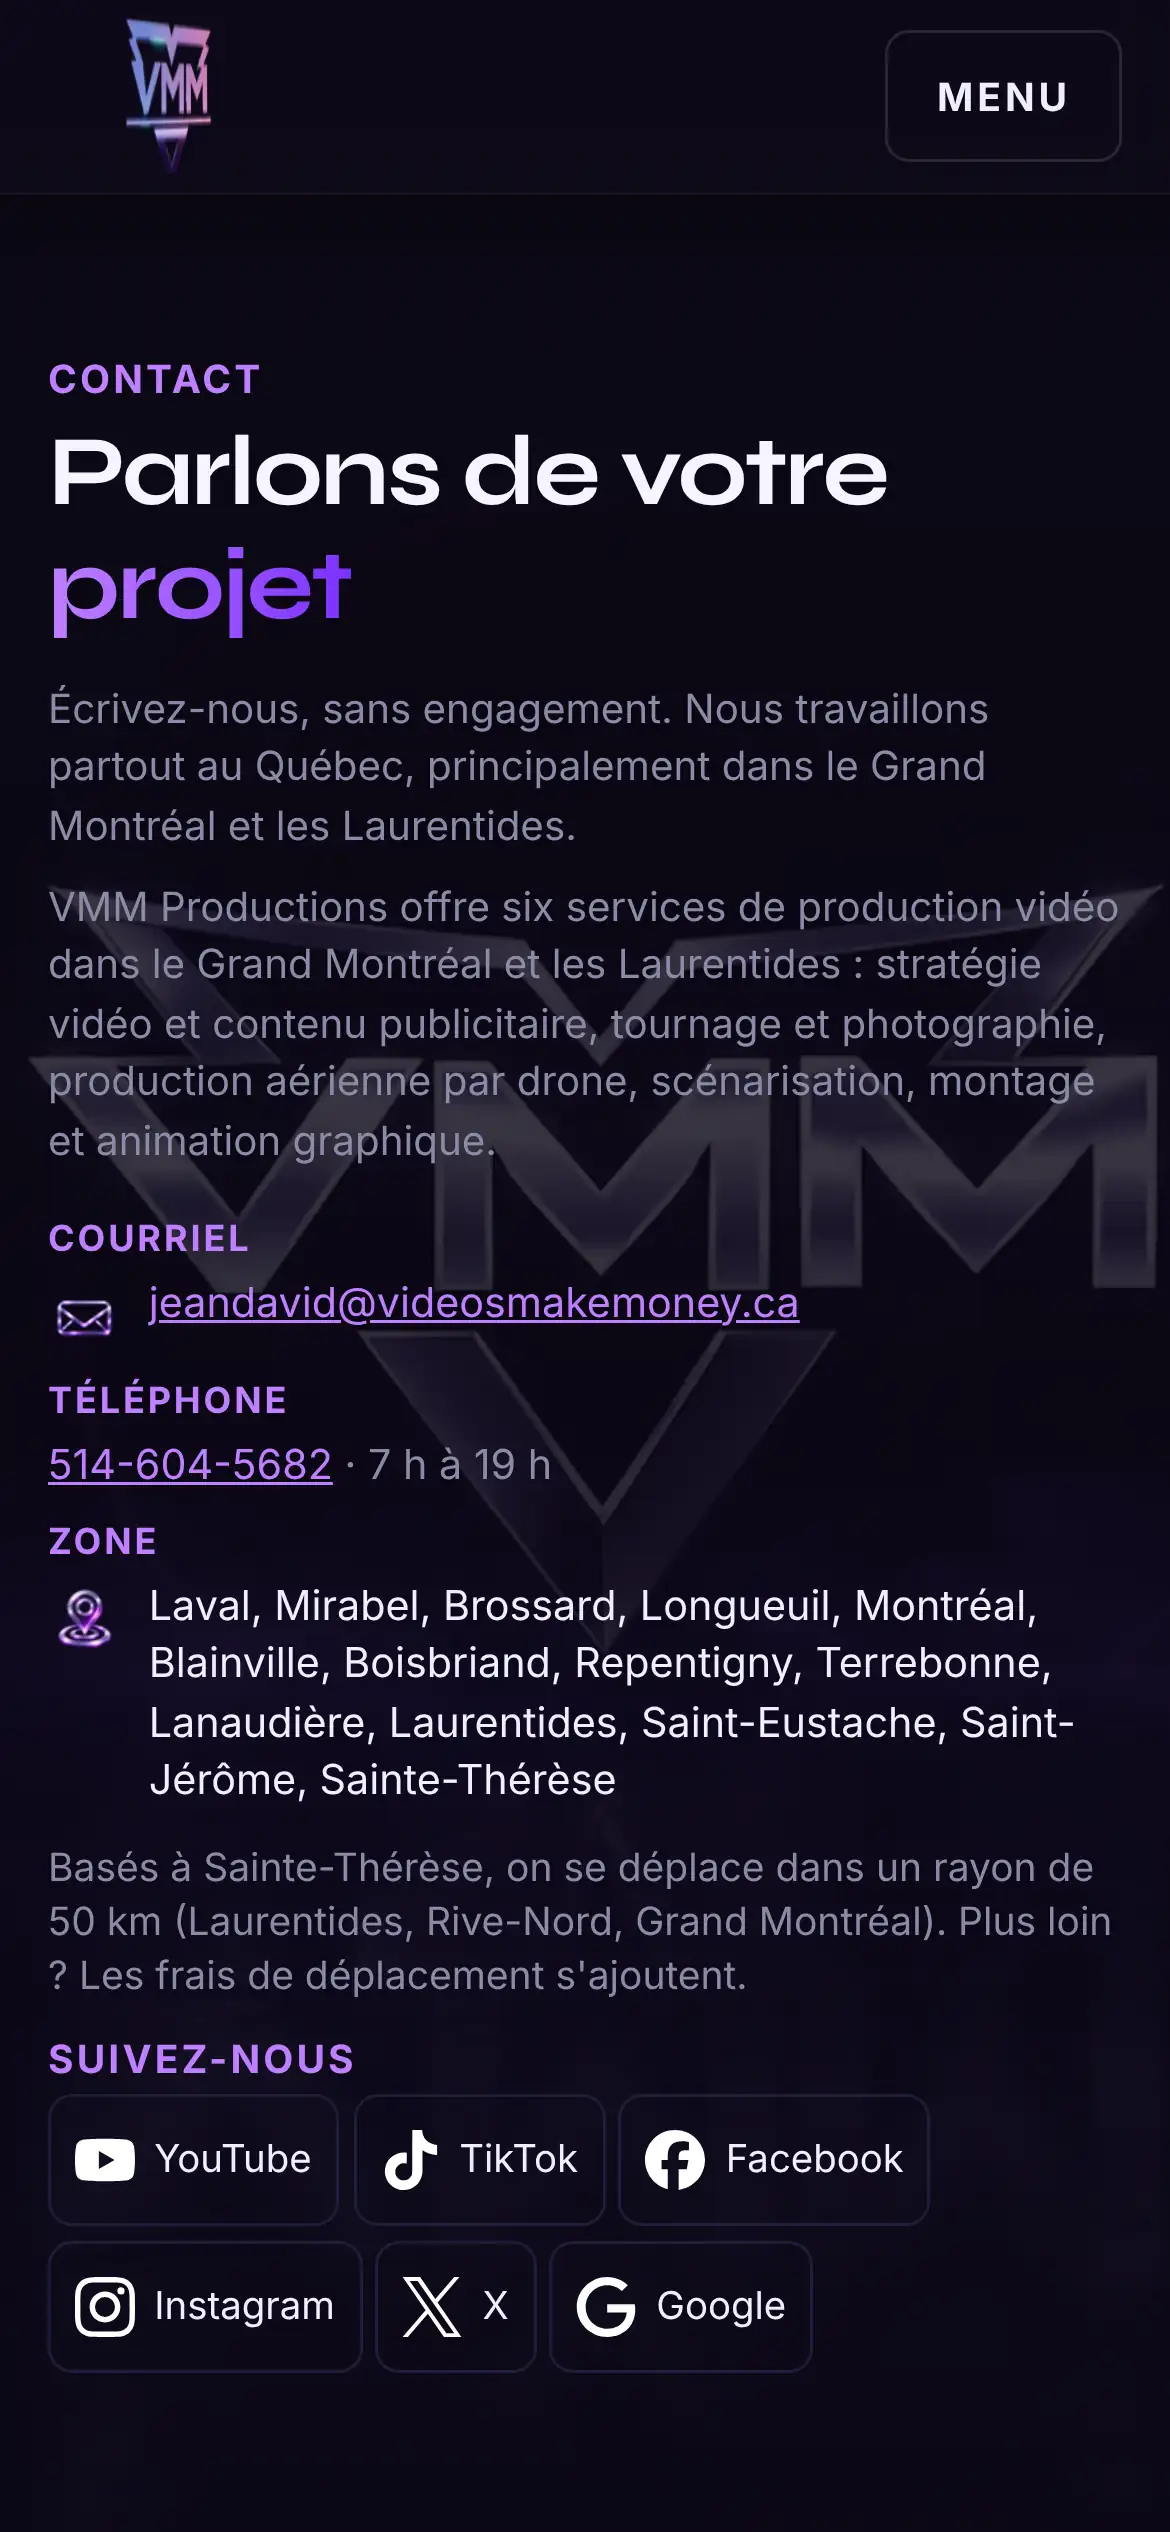 VMM
MENU
CONTACT
Parlons de votre
projet
Écrivez-nous, sans engagement. Nous travaillons
partout au Québec, principalement dans le Grand
Montréal et les Laurentides.
VMM Productions offre six services de production vidéo
dans le Grand Montréal et les Laurentides : stratégie
vidéo et contenu publicitaire, tournage et photographie,
production aérienne par drone, scénarisation, montage
et animation graphique.
VMM
COURRIEL
jeandavid@videosmakemoney.ca
TÉLÉPHONE
514-604-5682 · 7 h à 19 h
ZONE
Laval, Mirabel, Brossard, Longueuil, Montréal,
Blainville, Boisbriand, Repentigny, Terrebonne,
Lanaudière, Laurentides, Saint-Eustache, Saint-
Jérôme, Sainte-Thérèse
Basés à Sainte-Thérèse, on se déplace dans un rayon de
50 km (Laurentides, Rive-Nord, Grand Montréal). Plus loin
? Les frais de déplacement s'ajoutent.
SUIVEZ-NOUS
YouTube TikTok Facebook
Instagram X Google